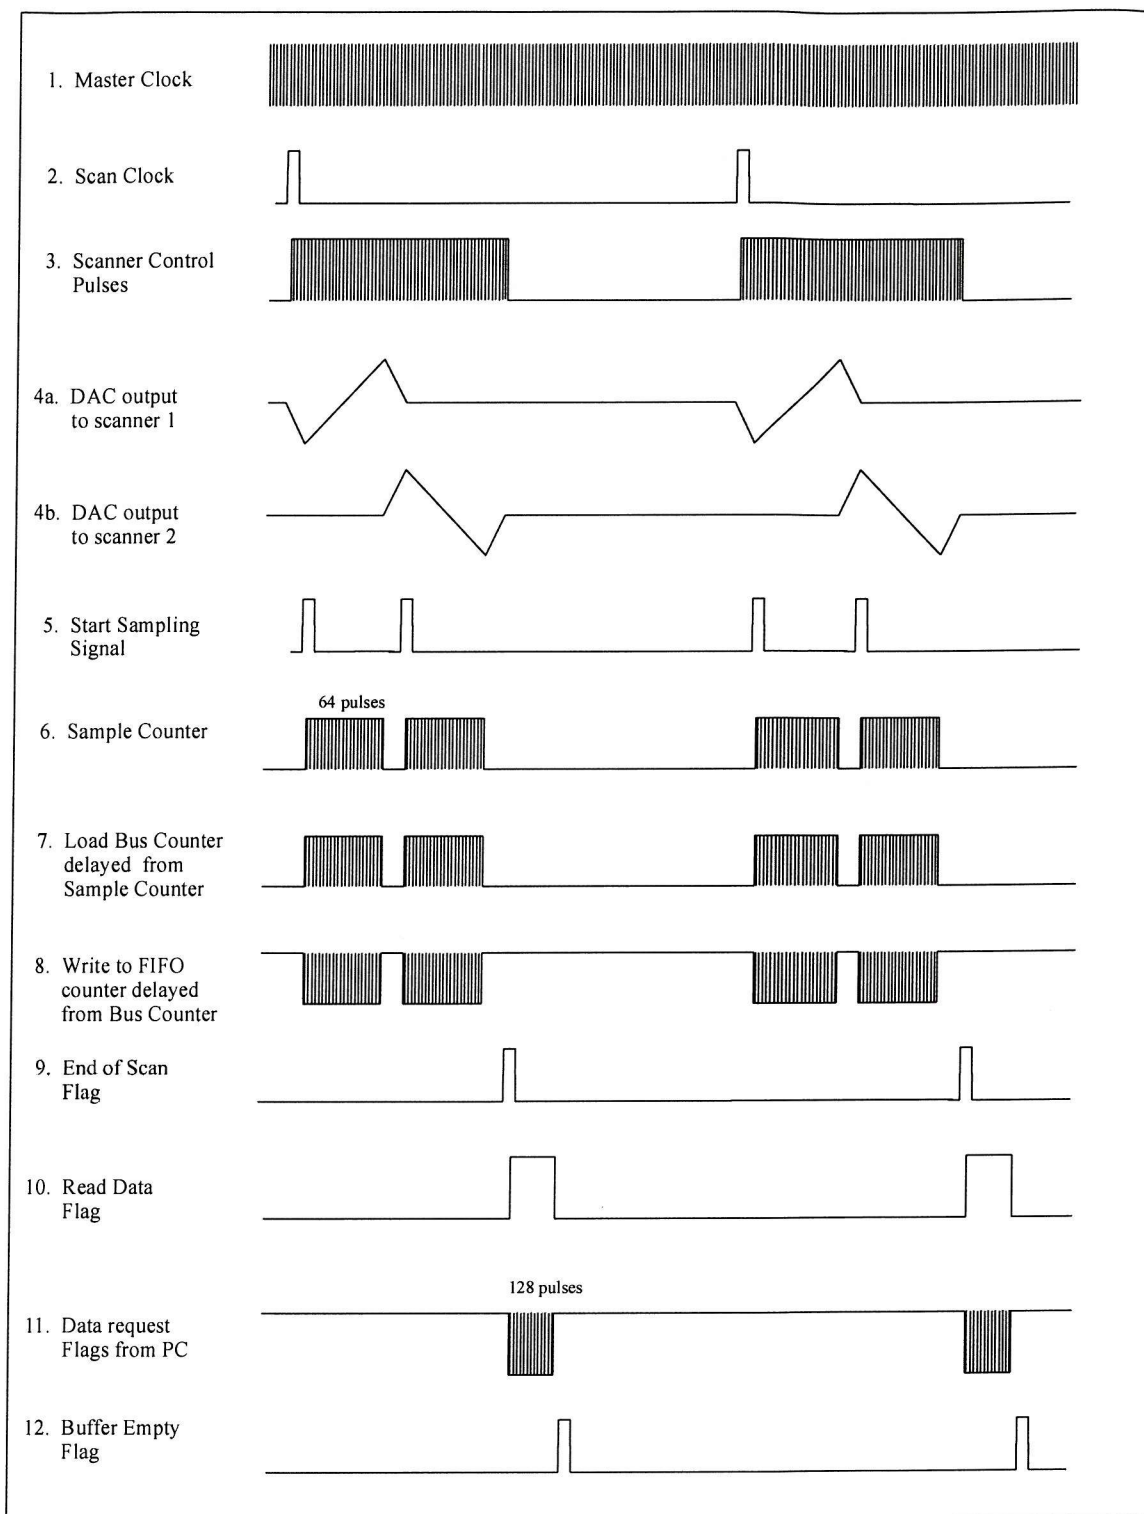 1. Master Clock
2. Scan Clock
3. Scanner Control
Pulses
4a. DAC output
to scanner 1
4b. DAC output
to scanner 2
5. Start Sampling
Signal
64 pulses
6. Sample Counter
7. Load Bus Counter
delayed from
Sample Counter
8. Write to FIFO
counter delayed
from Bus Counter
9. End of Scan
Flag
10. Read Data
Flag
128 pulses
11. Data request
Flags from PC
12. Buffer Empty
Flag